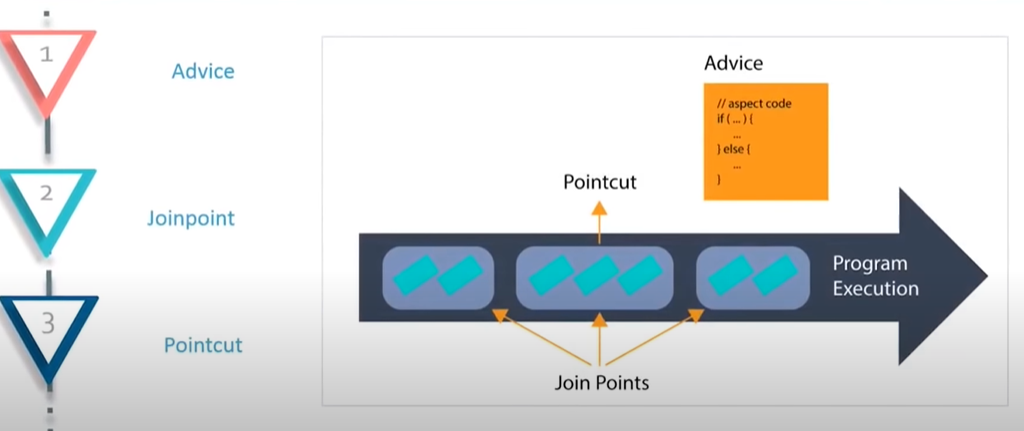 1
Advice
2
Joinpoint
3
Pointcut
Advice
// aspect code
if ( ... ) {
...
} else {
...
}
Pointcut
Program
Execution
Join Points